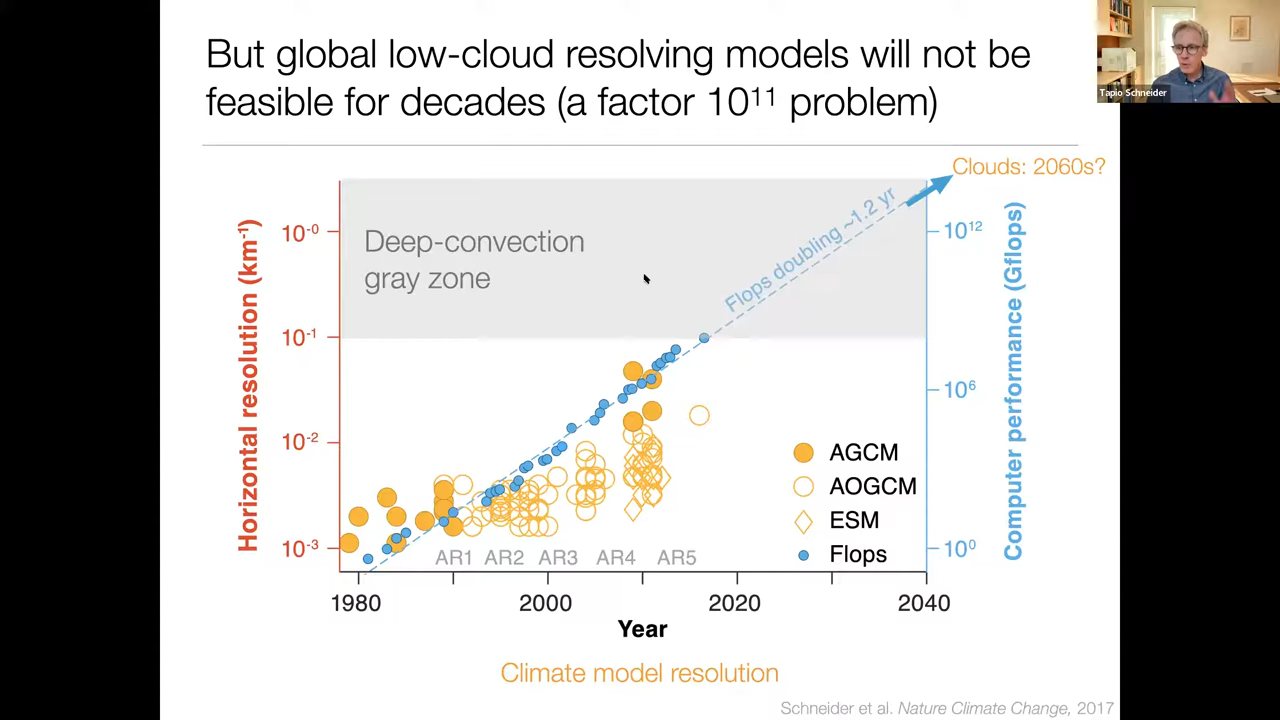 But global low-cloud resolving models will not be
feasible for decades (a factor 10¹¹ problem)
Tapio Schneider
Clouds: 2060s?
Flops doubling ~1.2 yr
Deep-convection
gray zone
Horizontal resolution (km⁻¹)
10⁻⁰
10⁻¹
10⁻²
10⁻³
Computer performance (Gflops)
10¹²
10⁶
10⁰
AGCM
AOGCM
ESM
Flops
AR1 AR2 AR3 AR4 AR5
1980 2000 2020 2040
Year
Climate model resolution
Schneider et al. Nature Climate Change, 2017